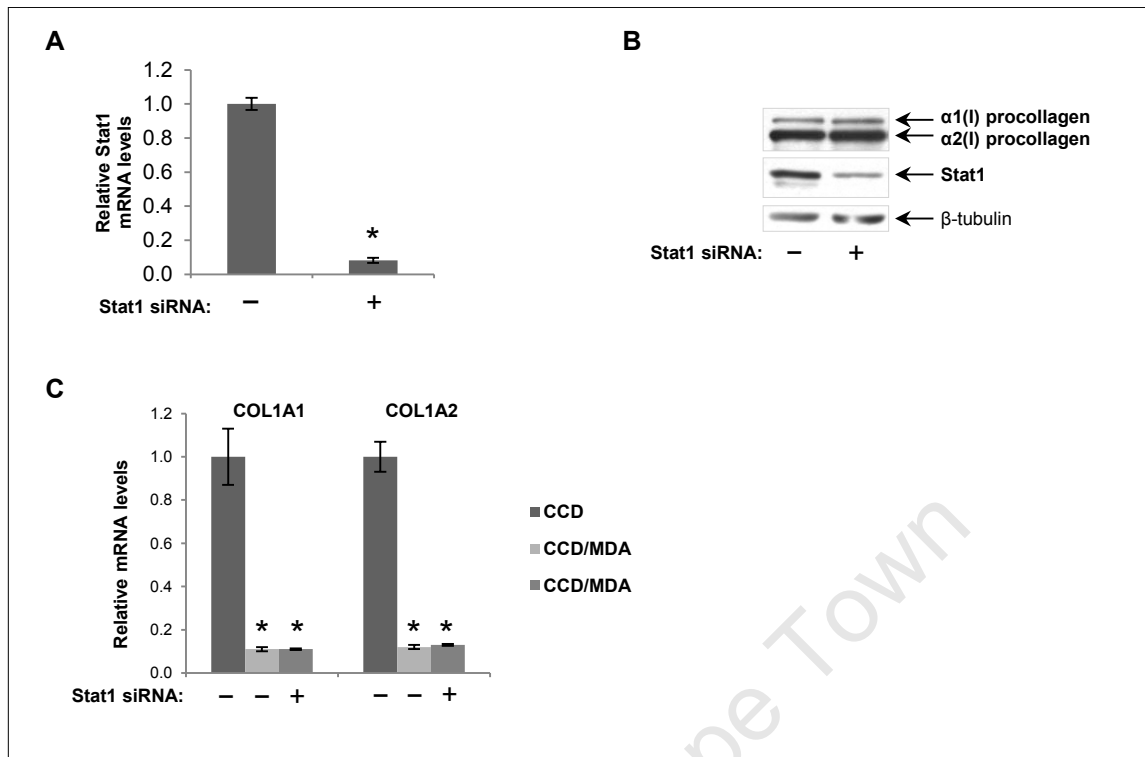 A
Relative Stat1
mRNA levels
1.2
1.0
0.8
0.6
0.4
0.2
0.0
*
Stat1 siRNA: – +
B
α1(I) procollagen
α2(I) procollagen
Stat1
β-tubulin
Stat1 siRNA: – +
C
COL1A1 COL1A2
Relative mRNA levels
1.2
1.0
0.8
0.6
0.4
0.2
0.0
* * * *
Stat1 siRNA: – – + – – +
CCD
CCD/MDA
CCD/MDA
Town